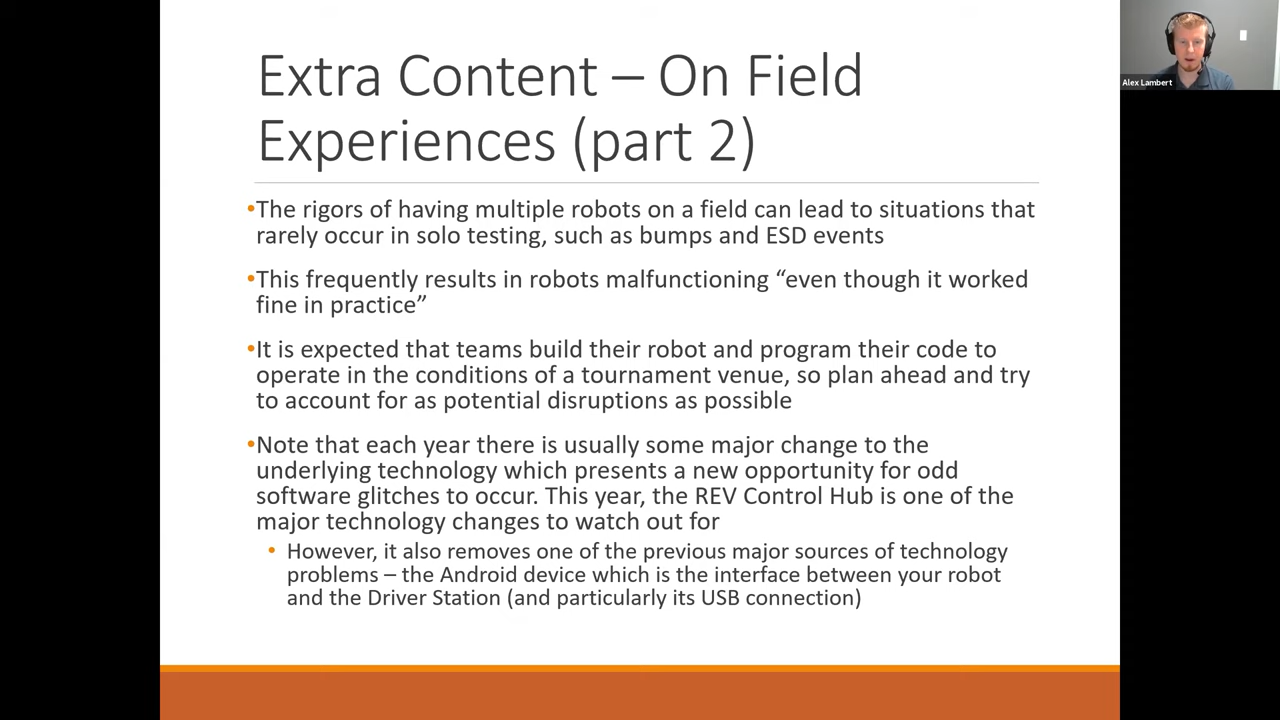 Extra Content – On Field
Experiences (part 2)
•The rigors of having multiple robots on a field can lead to situations that
rarely occur in solo testing, such as bumps and ESD events
•This frequently results in robots malfunctioning “even though it worked
fine in practice”
•It is expected that teams build their robot and program their code to
operate in the conditions of a tournament venue, so plan ahead and try
to account for as potential disruptions as possible
•Note that each year there is usually some major change to the
underlying technology which presents a new opportunity for odd
software glitches to occur. This year, the REV Control Hub is one of the
major technology changes to watch out for
• However, it also removes one of the previous major sources of technology
problems – the Android device which is the interface between your robot
and the Driver Station (and particularly its USB connection)
Alex Lambert